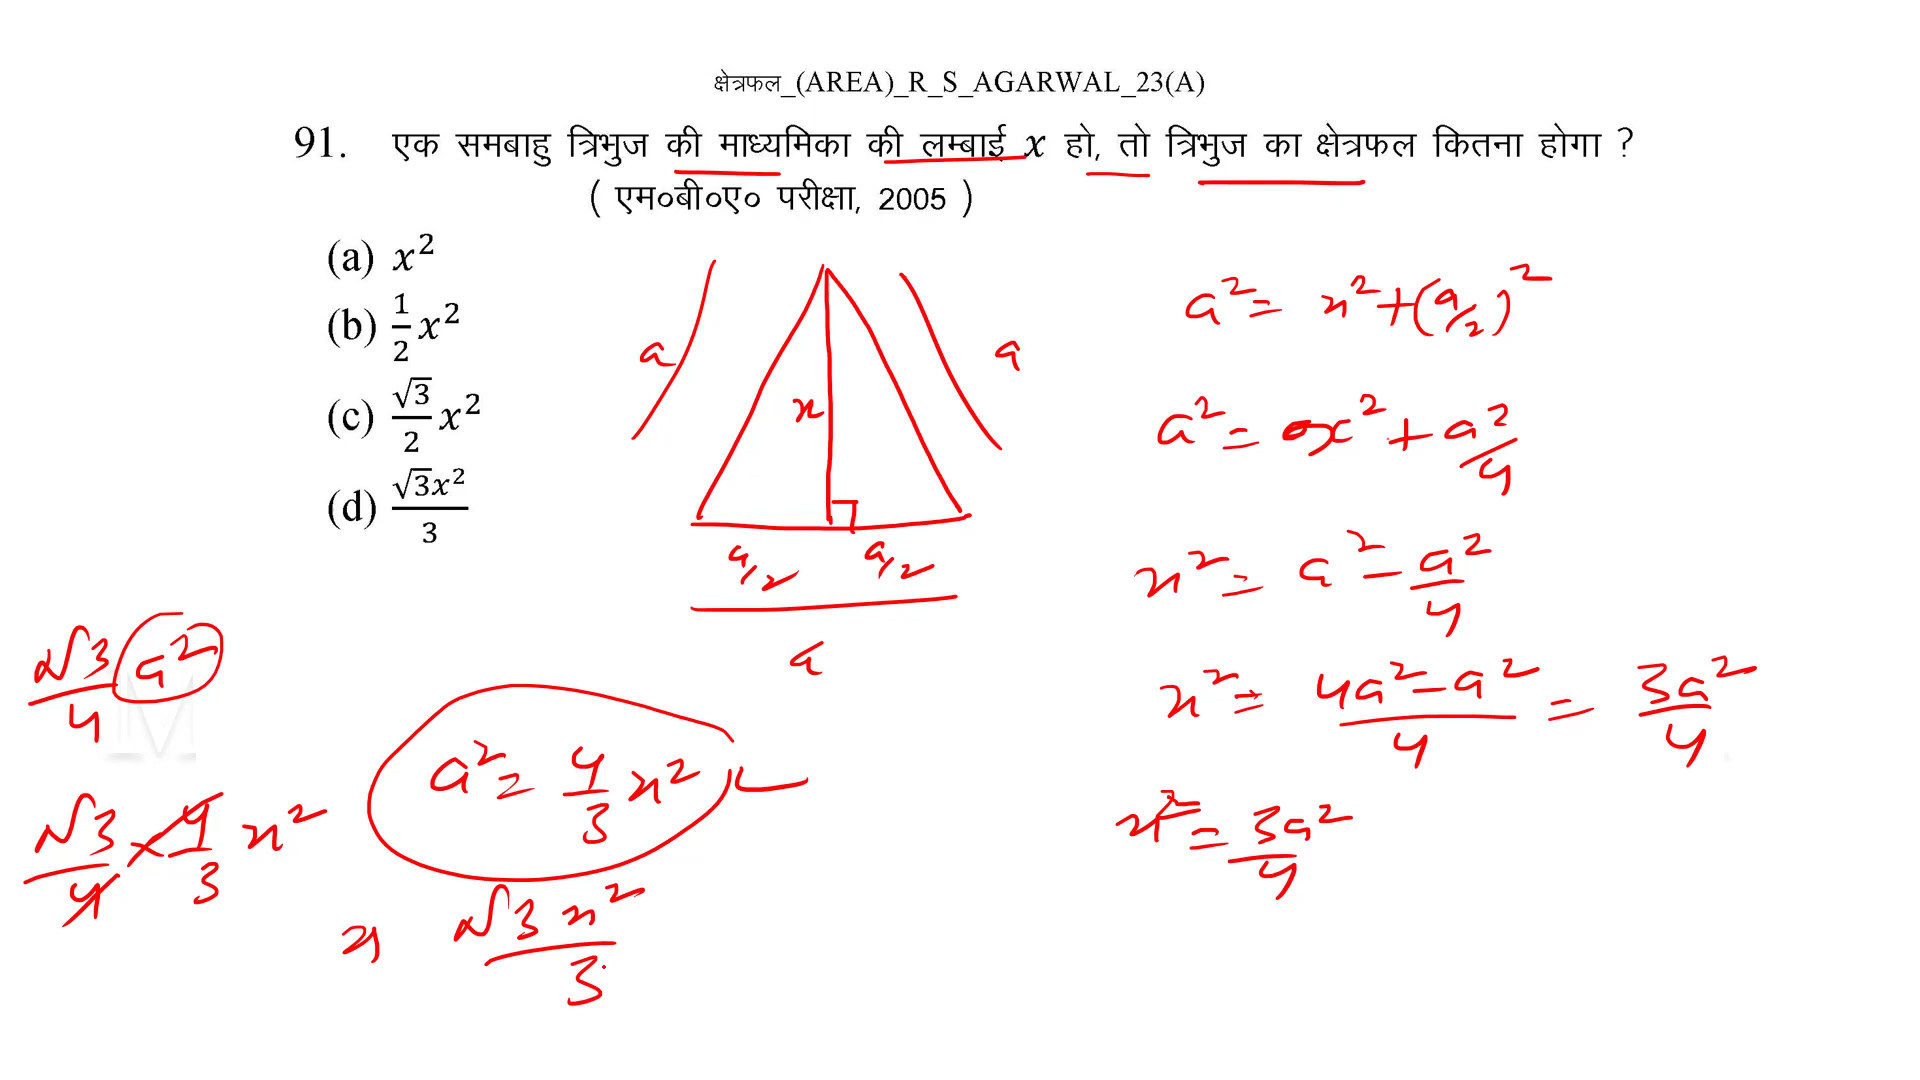 क्षेत्रफल_(AREA)_R_S_AGARWAL_23(A)
91. एक समबाहु त्रिभुज की माध्यमिका की लम्बाई x हो, तो त्रिभुज का क्षेत्रफल कितना होगा ?
( एम०बी०ए० परीक्षा, 2005 )
(a) x²
(b) 1/2 x²
(c) √3/2 x²
(d) √3x²/3
a
x
a
a/2 a/2
a
a² = x² + (a/2)²
a² = x² + a²/4
x² = a² - a²/4
x² = 4a² - a²/4 = 3a²/4
x² = 3a²/4
√3/4 a²
a² = 4/3 x²
√3/4 × 4/3 x²
√3 x²/3
M